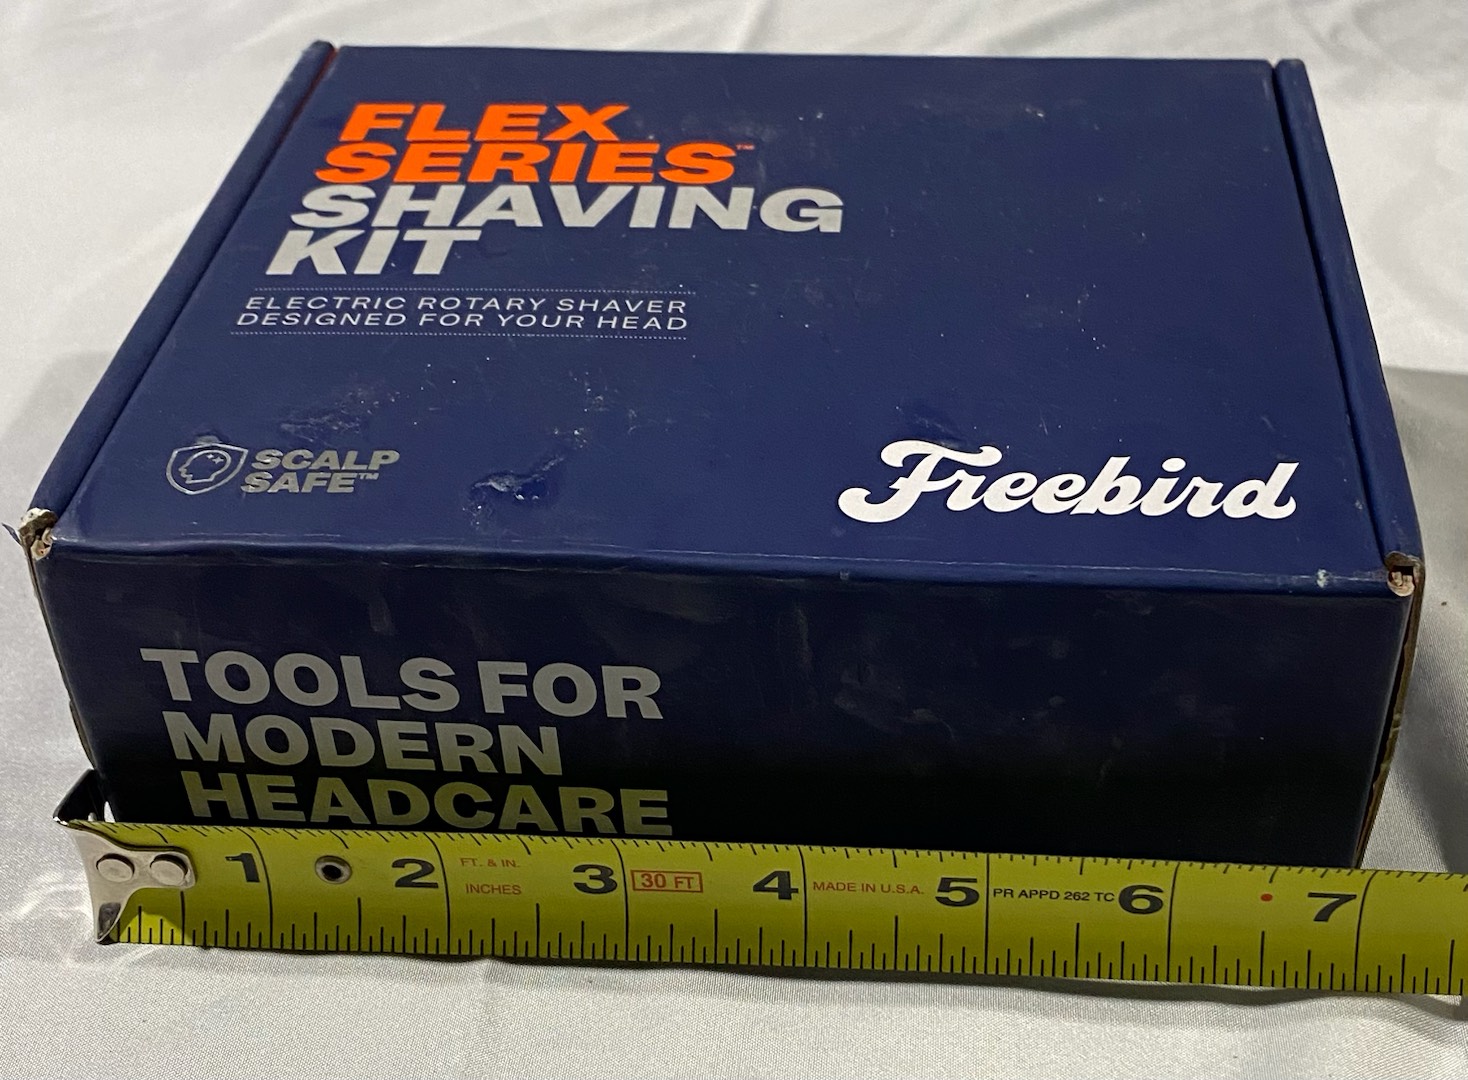 FLEX
SERIES™
SHAVING
KIT
ELECTRIC ROTARY SHAVER
DESIGNED FOR YOUR HEAD
SCALP
SAFE™
Freebird
TOOLS FOR
MODERN
HEADCARE
1 2 FT. & IN. INCHES 3 30 FT 4 MADE IN U.S.A. 5 PR APPD 262 TC 6 7